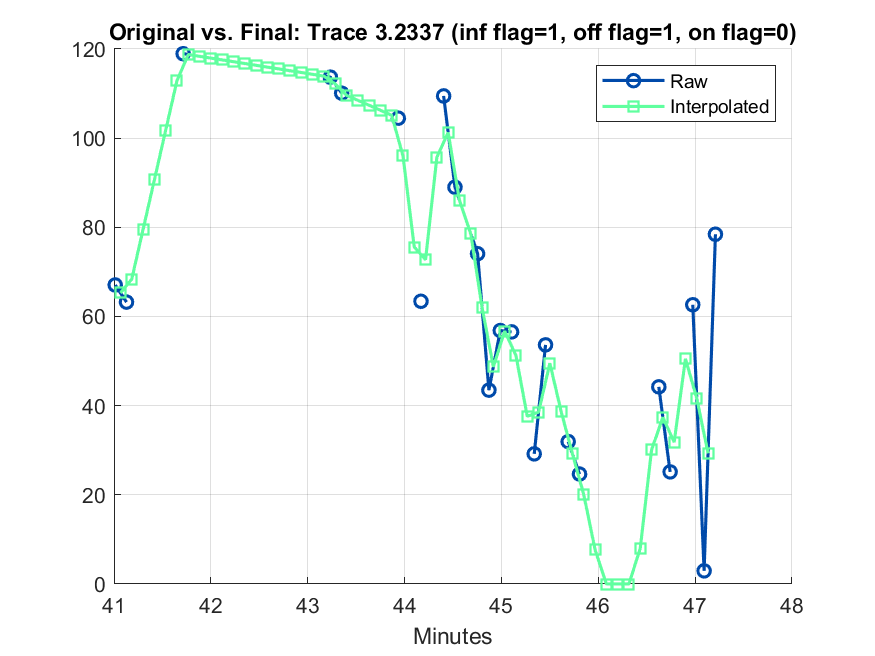 Original vs. Final: Trace 3.2337 (inf flag=1, off flag=1, on flag=0)
120
100
80
60
40
20
0
Raw
Interpolated
41 42 43 44 45 46 47 48
Minutes